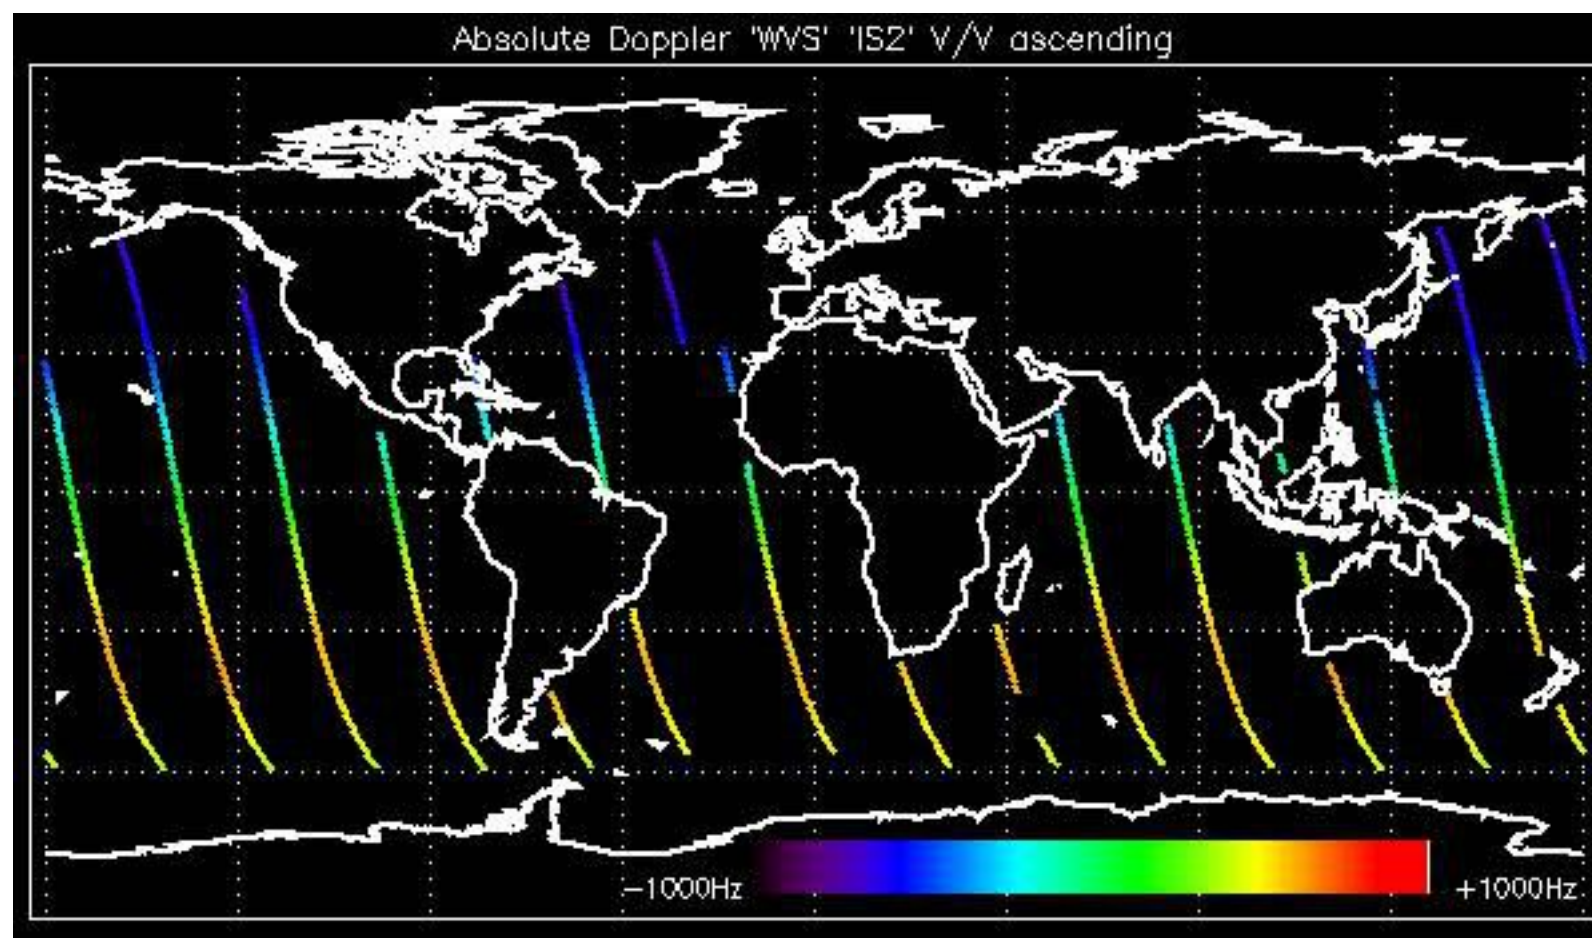 Absolute Doppler 'WVS' 'IS2' V/V ascending
-1000Hz +1000Hz